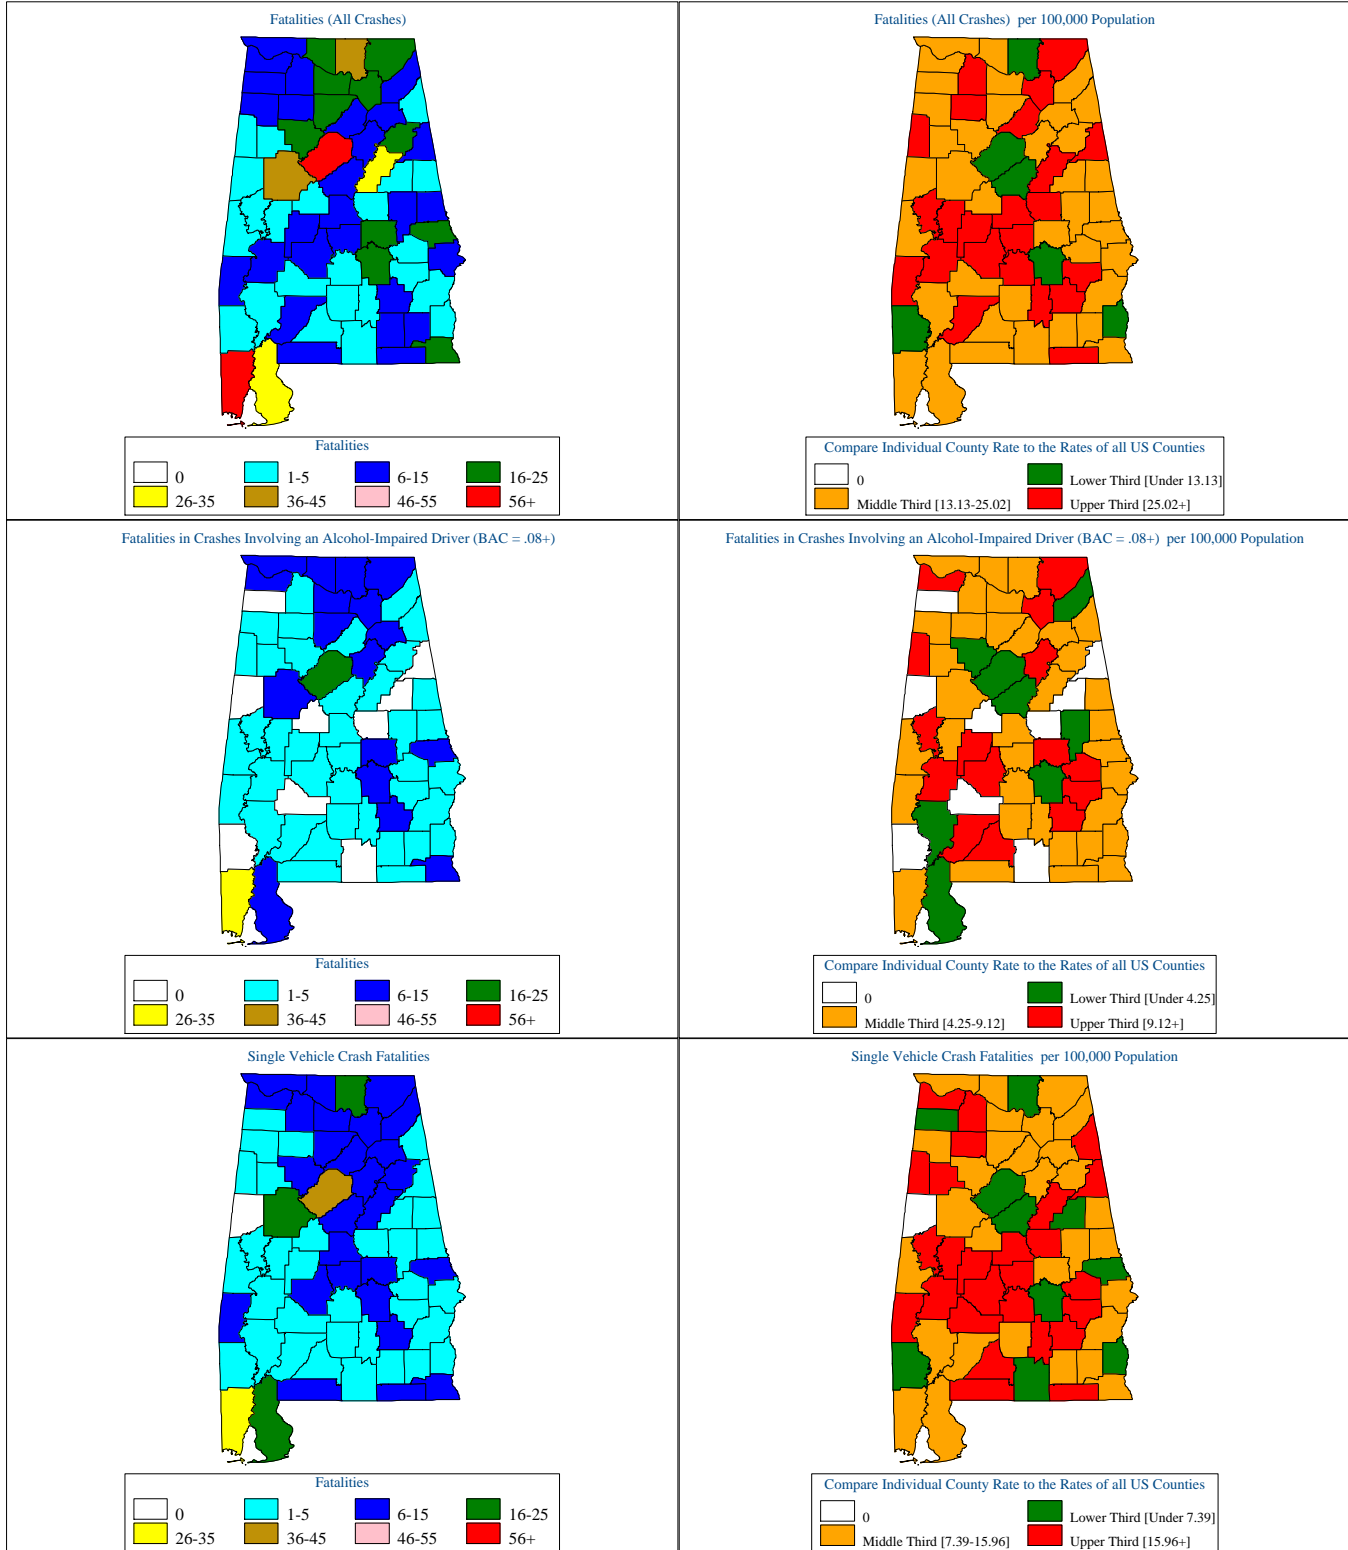 Fatalities (All Crashes)
Fatalities
0
1-5
6-15
16-25
26-35
36-45
46-55
56+
Fatalities (All Crashes) per 100,000 Population
Compare Individual County Rate to the Rates of all US Counties
0
Lower Third [Under 13.13]
Middle Third [13.13-25.02]
Upper Third [25.02+]
Fatalities in Crashes Involving an Alcohol-Impaired Driver (BAC = .08+)
Fatalities
0
1-5
6-15
16-25
26-35
36-45
46-55
56+
Fatalities in Crashes Involving an Alcohol-Impaired Driver (BAC = .08+) per 100,000 Population
Compare Individual County Rate to the Rates of all US Counties
0
Lower Third [Under 4.25]
Middle Third [4.25-9.12]
Upper Third [9.12+]
Single Vehicle Crash Fatalities
Fatalities
0
1-5
6-15
16-25
26-35
36-45
46-55
56+
Single Vehicle Crash Fatalities per 100,000 Population
Compare Individual County Rate to the Rates of all US Counties
0
Lower Third [Under 7.39]
Middle Third [7.39-15.96]
Upper Third [15.96+]